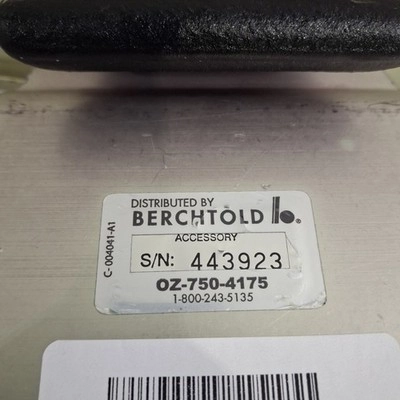 DISTRIBUTED BY
BERCHTOLD b®
ACCESSORY
S/N: 443923
OZ-750-4175
1-800-243-5135
C-004041-A1